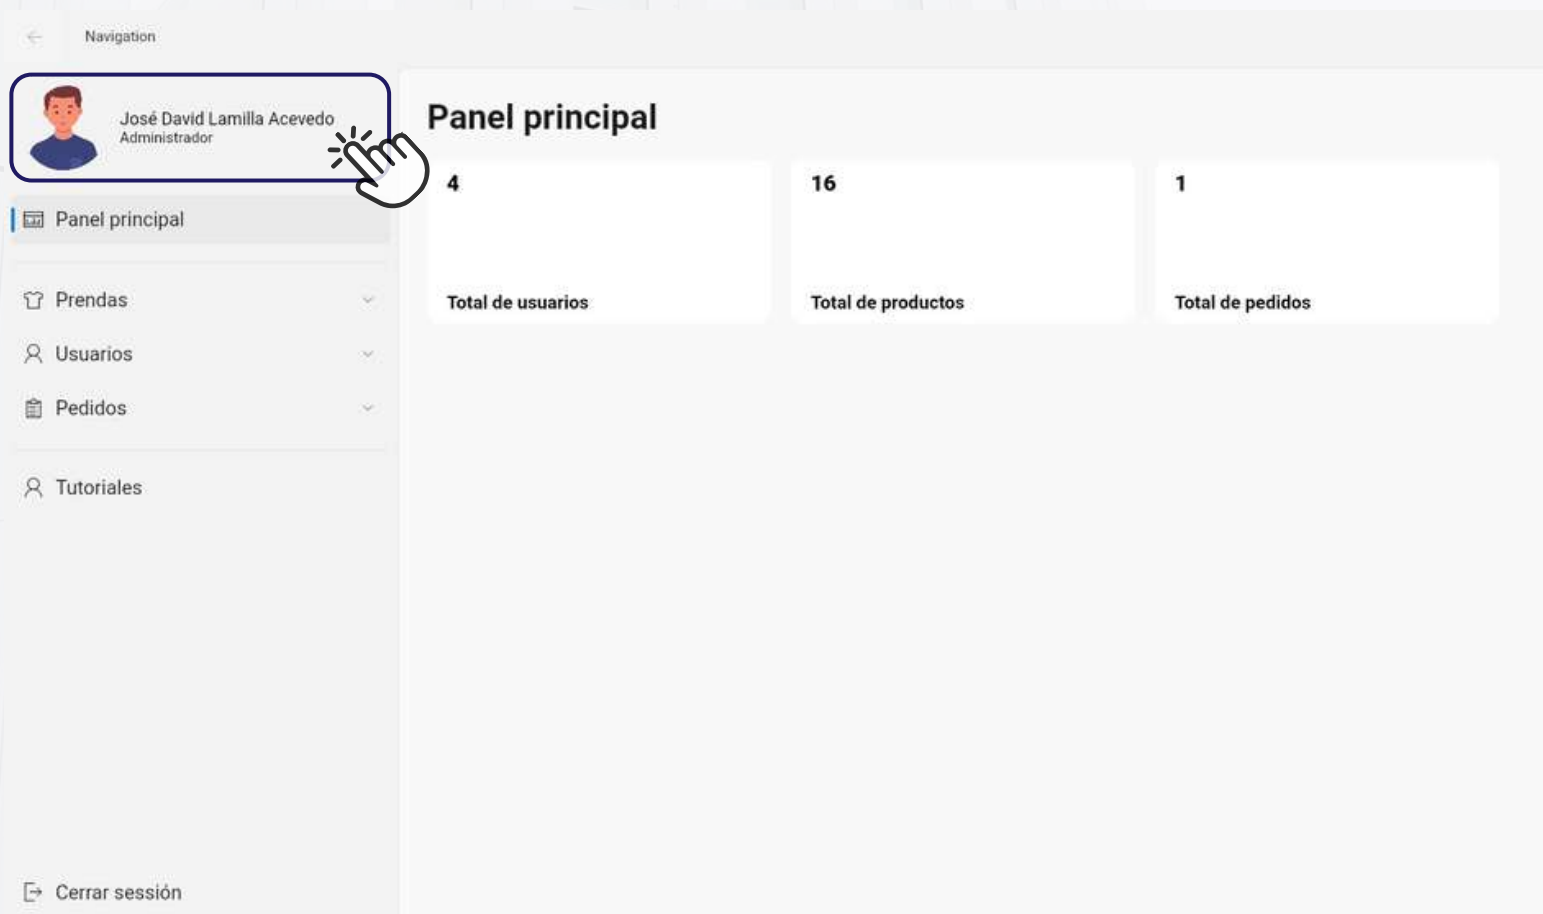 Navigation
José David Lamilla Acevedo
Administrador
Panel principal
Prendas
Usuarios
Pedidos
Tutoriales
Cerrar sessión
Panel principal
4
Total de usuarios
16
Total de productos
1
Total de pedidos